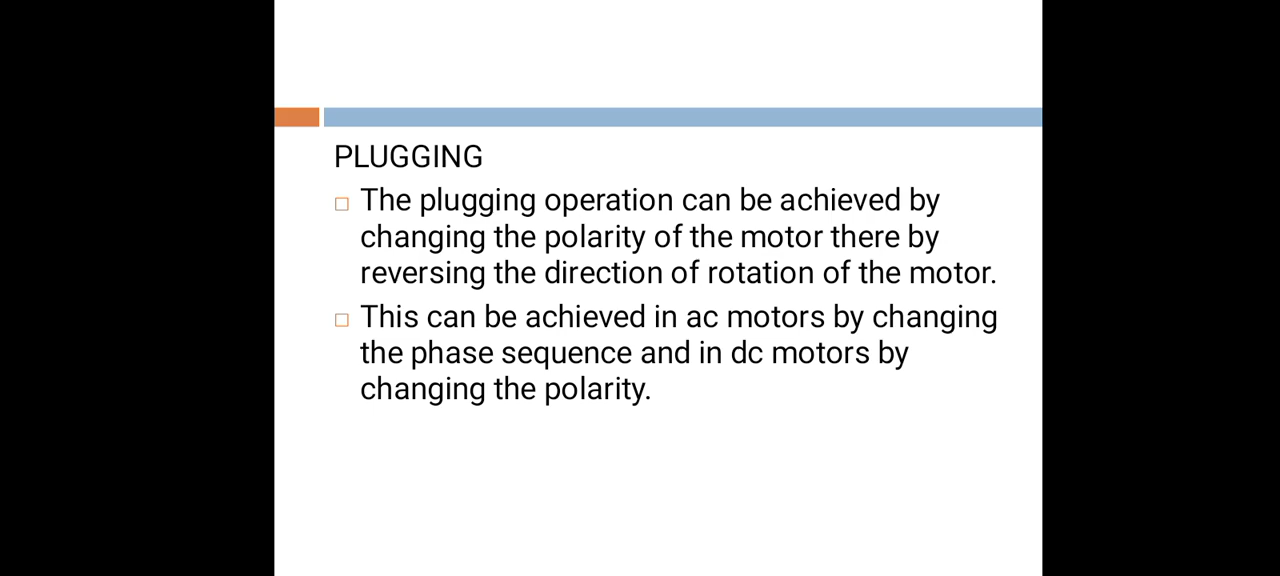 PLUGGING
The plugging operation can be achieved by
changing the polarity of the motor there by
reversing the direction of rotation of the motor.
This can be achieved in ac motors by changing
the phase sequence and in dc motors by
changing the polarity.